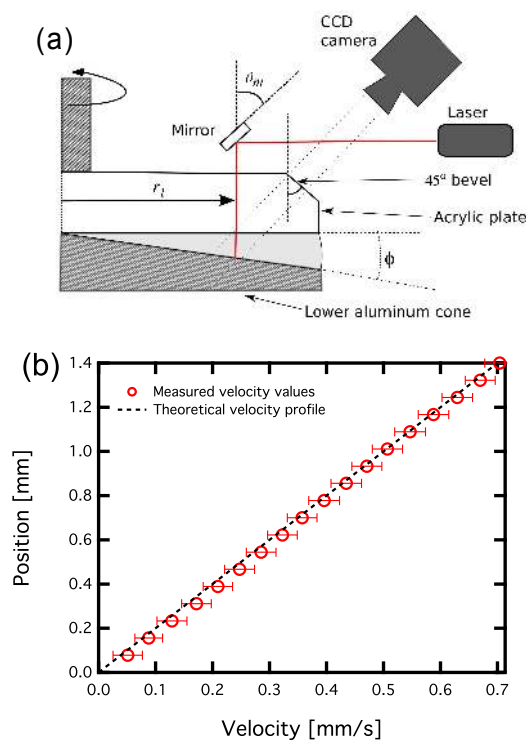 (a)
CCD
camera
θm
Laser
Mirror
45° bevel
ri
Acrylic plate
ϕ
Lower aluminum cone
(b)
1.4
Measured velocity values
Theoretical velocity profile
1.2
1.0
0.8
0.6
0.4
0.2
0.0
Position [mm]
0.0 0.1 0.2 0.3 0.4 0.5 0.6 0.7
Velocity [mm/s]